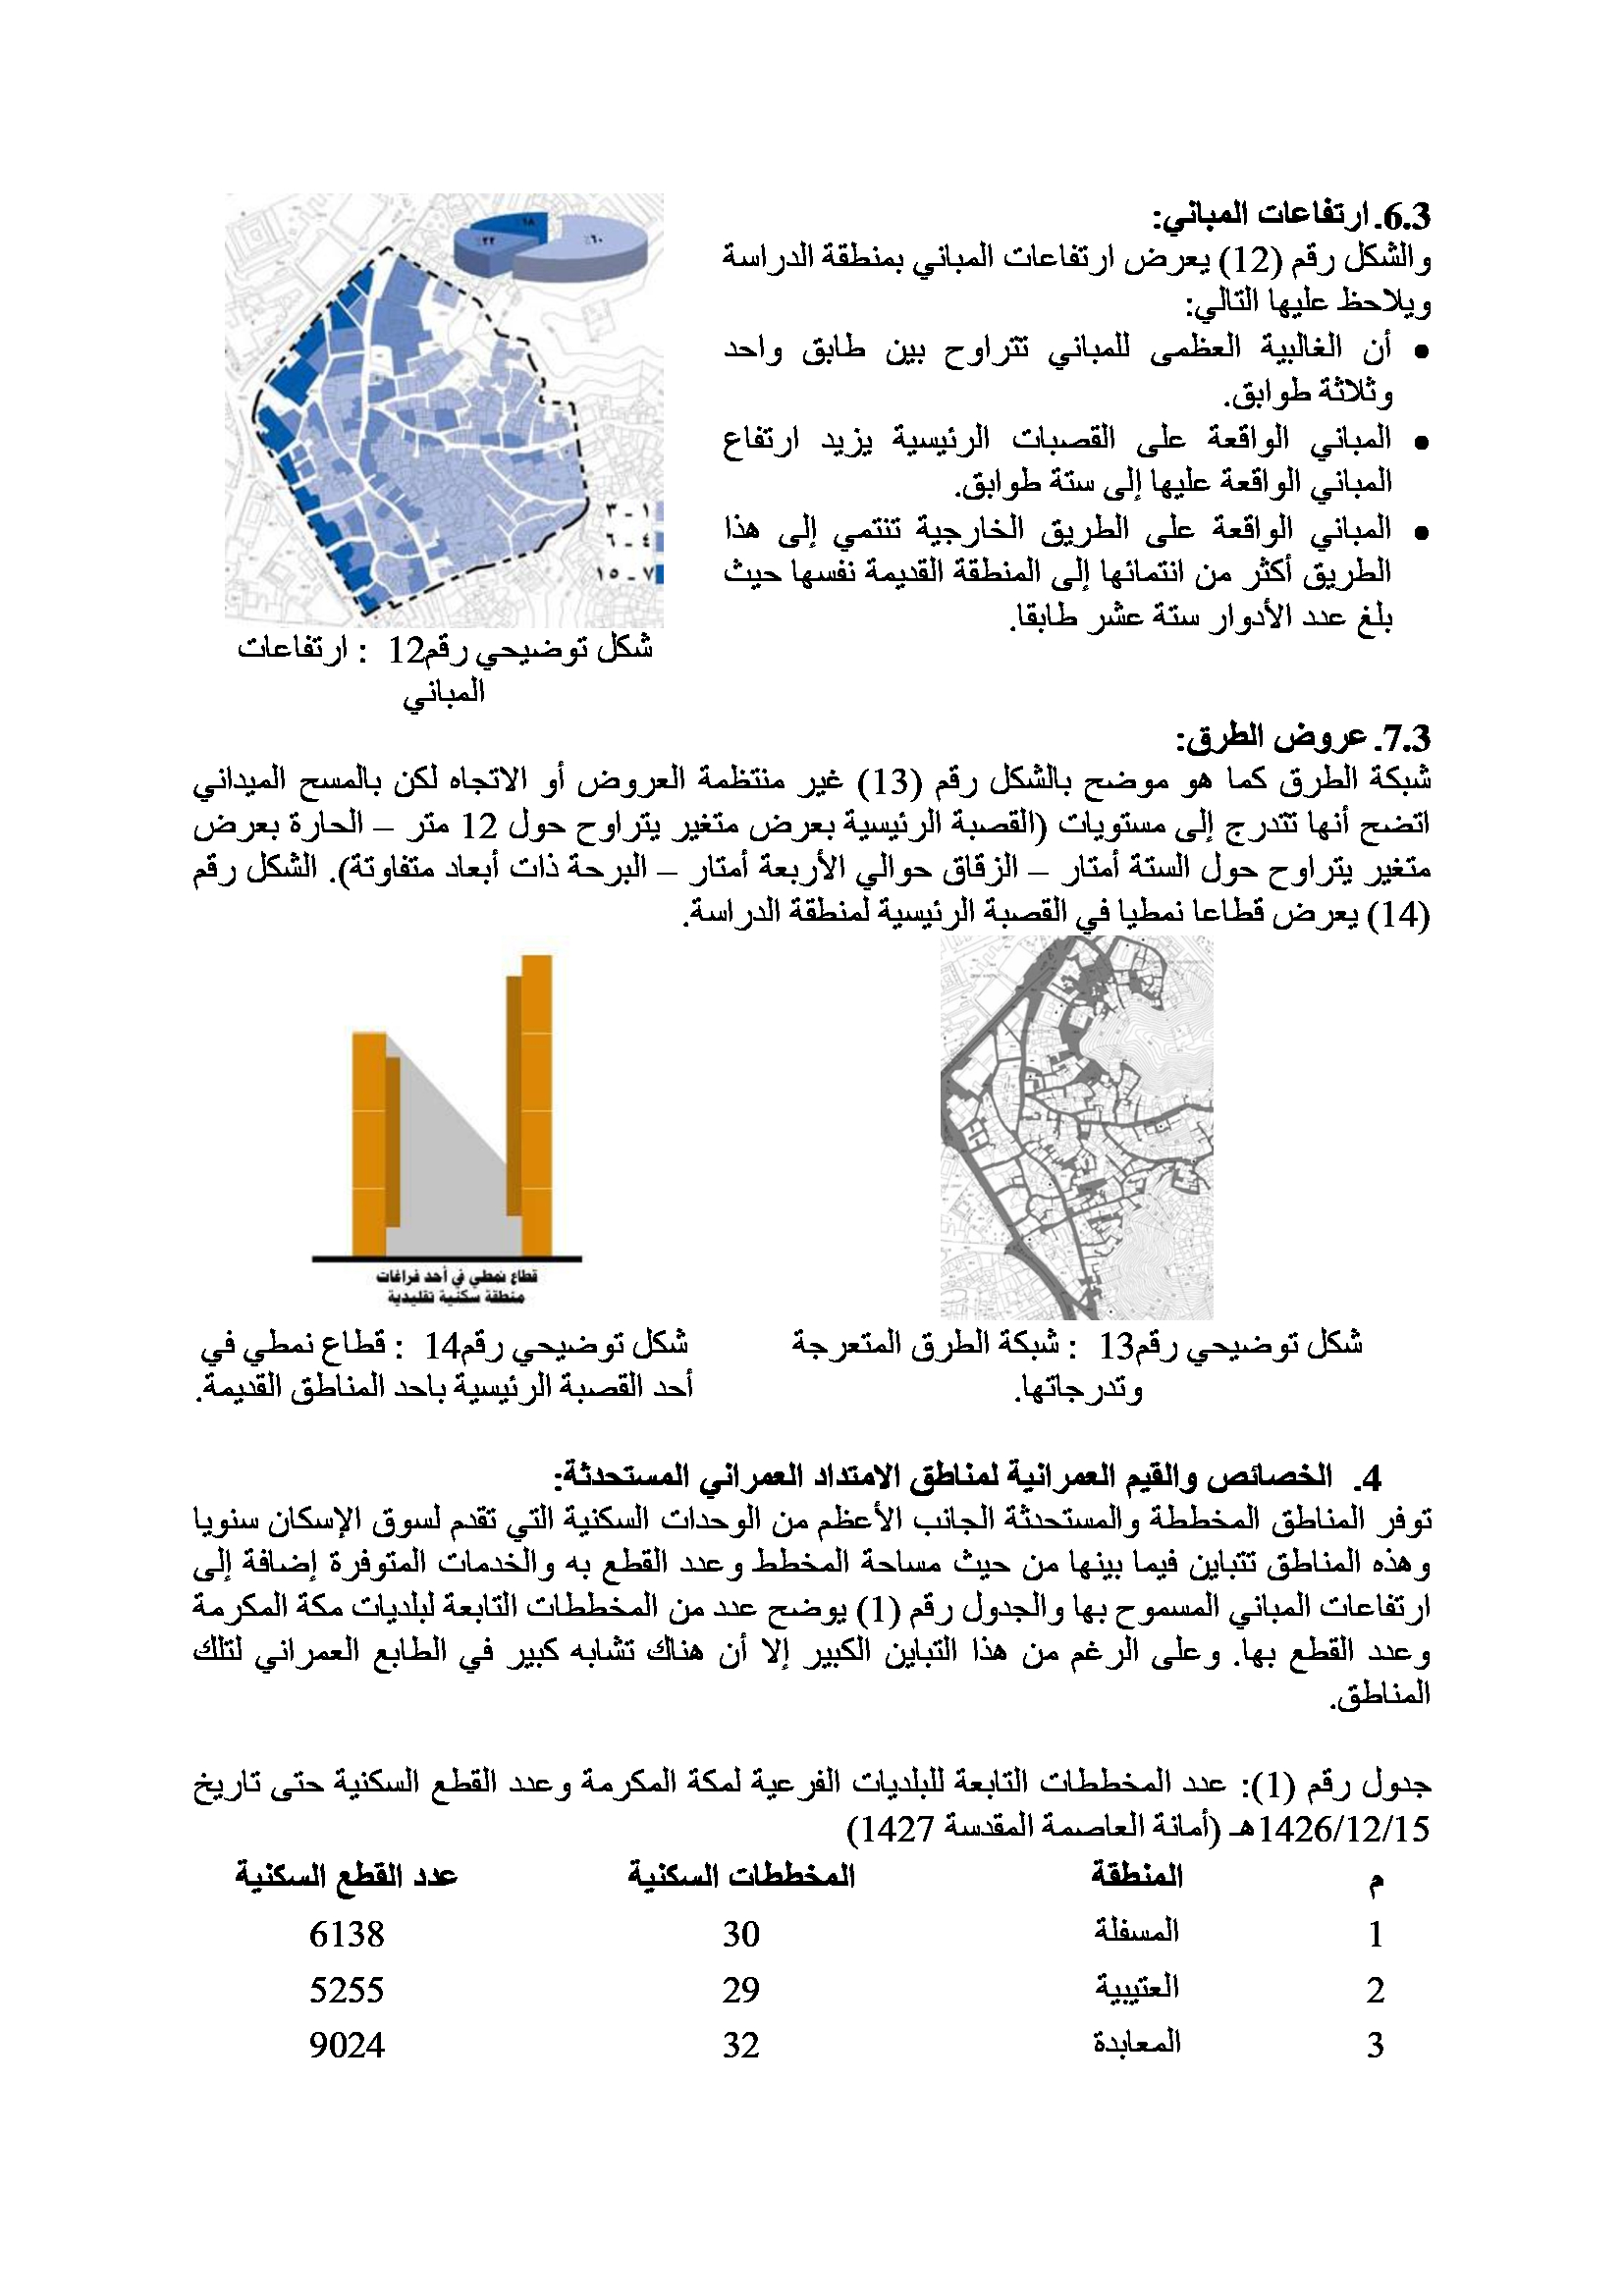 6.3. ارتفاعات المباني:
والشكل رقم (12) يعرض ارتفاعات المباني بمنطقة الدراسة
ويلاحظ عليها التالي:
• أن الغالبية العظمى للمباني تتراوح بين طابق واحد
وثلاثة طوابق.
• المباني الواقعة على القصبات الرئيسية يزيد ارتفاع
المباني الواقعة عليها إلى ستة طوابق.
• المباني الواقعة على الطريق الخارجية تنتمي إلى هذا
الطريق أكثر من انتمائها إلى المنطقة القديمة نفسها حيث
بلغ عدد الأدوار ستة عشر طابقا.
١٨
٪٢٢
٪٦٠
١ - ٣
٤ - ٦
٧ - ١٥
شكل توضيحي رقم12 : ارتفاعات
المباني
7.3. عروض الطرق:
شبكة الطرق كما هو موضح بالشكل رقم (13) غير منتظمة العروض أو الاتجاه لكن بالمسح الميداني
اتضح أنها تتدرج إلى مستويات (القصبة الرئيسية بعرض متغير يتراوح حول 12 متر – الحارة بعرض
متغير يتراوح حول الستة أمتار – الزقاق حوالي الأربعة أمتار – البرحة ذات أبعاد متفاوتة). الشكل رقم
(14) يعرض قطاعا نمطيا في القصبة الرئيسية لمنطقة الدراسة.
قطاع نمطي في أحد فراغات
منطقة سكنية تقليدية
شكل توضيحي رقم13 : شبكة الطرق المتعرجة
وتدرجاتها.
شكل توضيحي رقم14 : قطاع نمطي في
أحد القصبة الرئيسية باحد المناطق القديمة.
4. الخصائص والقيم العمرانية لمناطق الامتداد العمراني المستحدثة:
توفر المناطق المخططة والمستحدثة الجانب الأعظم من الوحدات السكنية التي تقدم لسوق الإسكان سنويا
وهذه المناطق تتباين فيما بينها من حيث مساحة المخطط وعدد القطع به والخدمات المتوفرة إضافة إلى
ارتفاعات المباني المسموح بها والجدول رقم (1) يوضح عدد من المخططات التابعة لبلديات مكة المكرمة
وعدد القطع بها. وعلى الرغم من هذا التباين الكبير إلا أن هناك تشابه كبير في الطابع العمراني لتلك
المناطق.
جدول رقم (1): عدد المخططات التابعة للبلديات الفرعية لمكة المكرمة وعدد القطع السكنية حتى تاريخ
1426/12/15هـ (أمانة العاصمة المقدسة 1427)
م المنطقة المخططات السكنية عدد القطع السكنية
1 المسفلة 30 6138
2 العتيبية 29 5255
3 المعابدة 32 9024